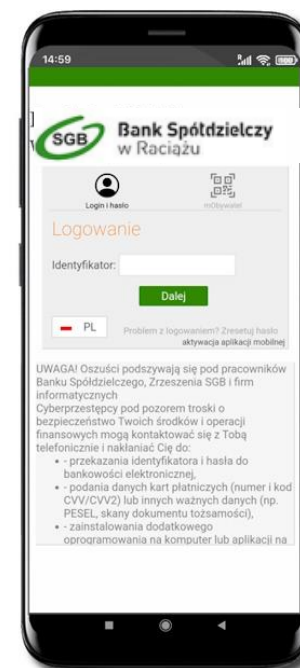 14:59
SGB
Bank Spółdzielczy
w Raciążu
Login i hasło
mObywatel
Logowanie
Identyfikator:
Dalej
PL
Problem z logowaniem? Zresetuj hasło
aktywacja aplikacji mobilnej
UWAGA! Oszuści podszywają się pod pracowników
Banku Spółdzielczego, Zrzeszenia SGB i firm
informatycznych
Cyberprzestępcy pod pozorem troski o
bezpieczeństwo Twoich środków i operacji
finansowych mogą kontaktować się z Tobą
telefonicznie i nakłaniać Cię do:
• - przekazania identyfikatora i hasła do
bankowości elektronicznej,
• - podania danych kart płatniczych (numer i kod
CVV/CVV2) lub innych ważnych danych (np.
PESEL, skany dokumentu tożsamości),
• - zainstalowania dodatkowego
oprogramowania na komputer lub aplikacji na